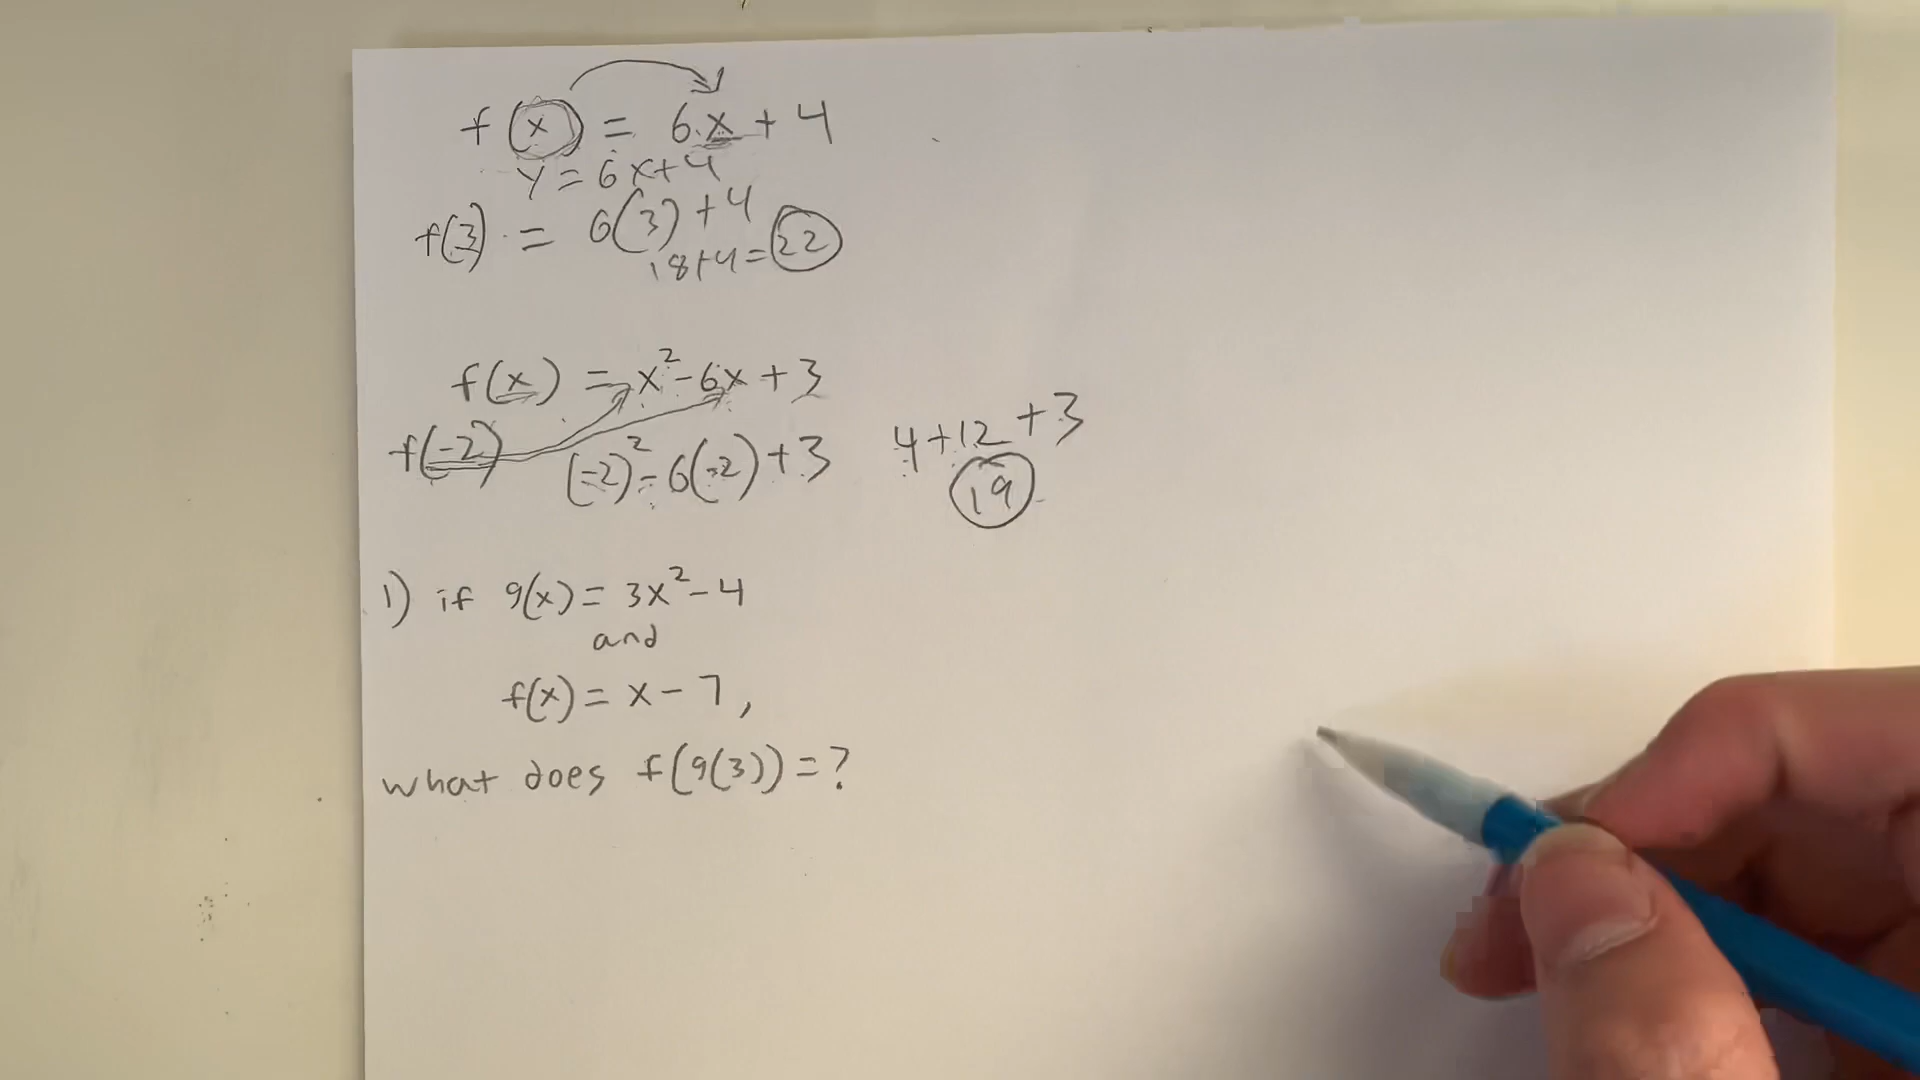 f(x) = 6·x + 4
y = 6x+4
f(3) = 6(3) + 4
18+4 = 22
f(x) = x² - 6x + 3
f(-2) (-2)² - 6(-2) + 3
4+12+3
19
1) if g(x) = 3x² - 4
and
f(x) = x - 7,
what does f(g(3)) = ?